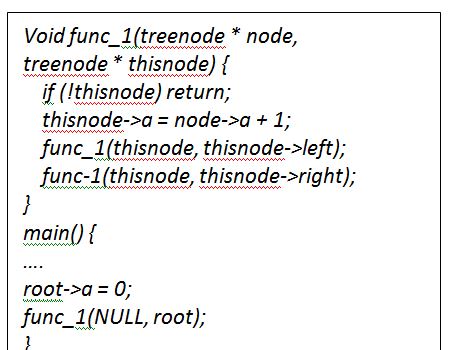 Void func_1(treenode * node,
treenode * thisnode) {
if (!thisnode) return;
thisnode->a = node->a + 1;
func_1(thisnode, thisnode->left);
func-1(thisnode, thisnode->right);
}
main() {
....
root->a = 0;
func_1(NULL, root);
}